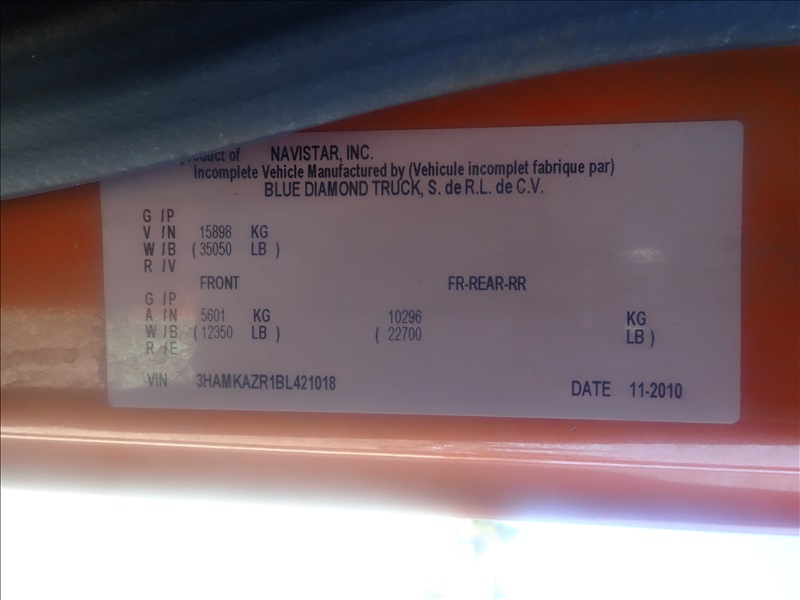 product of NAVISTAR, INC.
Incomplete Vehicle Manufactured by (Vehicule incomplet fabrique par)
BLUE DIAMOND TRUCK, S. de R.L. de C.V.
G / P
V / N 15898 KG
W / B ( 35050 LB )
R / V
FRONT FR-REAR-RR
G / P
A / N 5601 KG 10296 KG
W / B ( 12350 LB ) ( 22700 LB )
R / E
VIN 3HAMKAZR1BL421018 DATE 11-2010